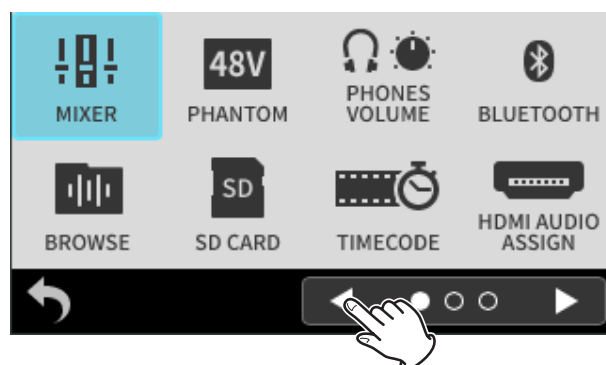 48V
MIXER
PHANTOM
PHONES
VOLUME
BLUETOOTH
SD
BROWSE
SD CARD
TIMECODE
HDMI AUDIO
ASSIGN